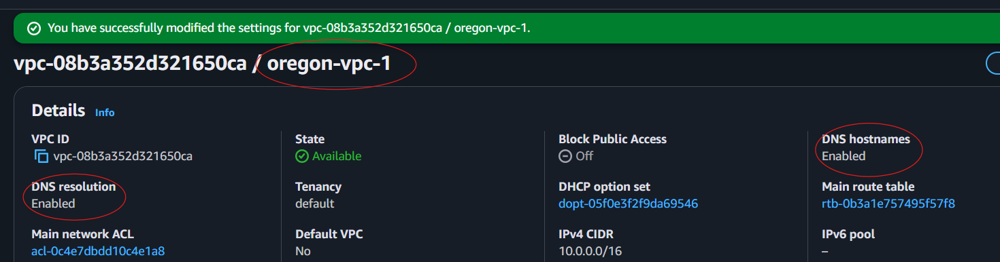 You have successfully modified the settings for vpc-08b3a352d321650ca / oregon-vpc-1.
vpc-08b3a352d321650ca / oregon-vpc-1
Details Info
VPC ID
vpc-08b3a352d321650ca
State
Available
Block Public Access
Off
DNS hostnames
Enabled
DNS resolution
Enabled
Tenancy
default
DHCP option set
dopt-05f0e3f2f9da69546
Main route table
rtb-0b3a1e757495f57f8
Main network ACL
acl-0c4e7dbdd10c4e1a8
Default VPC
No
IPv4 CIDR
10.0.0.0/16
IPv6 pool
–